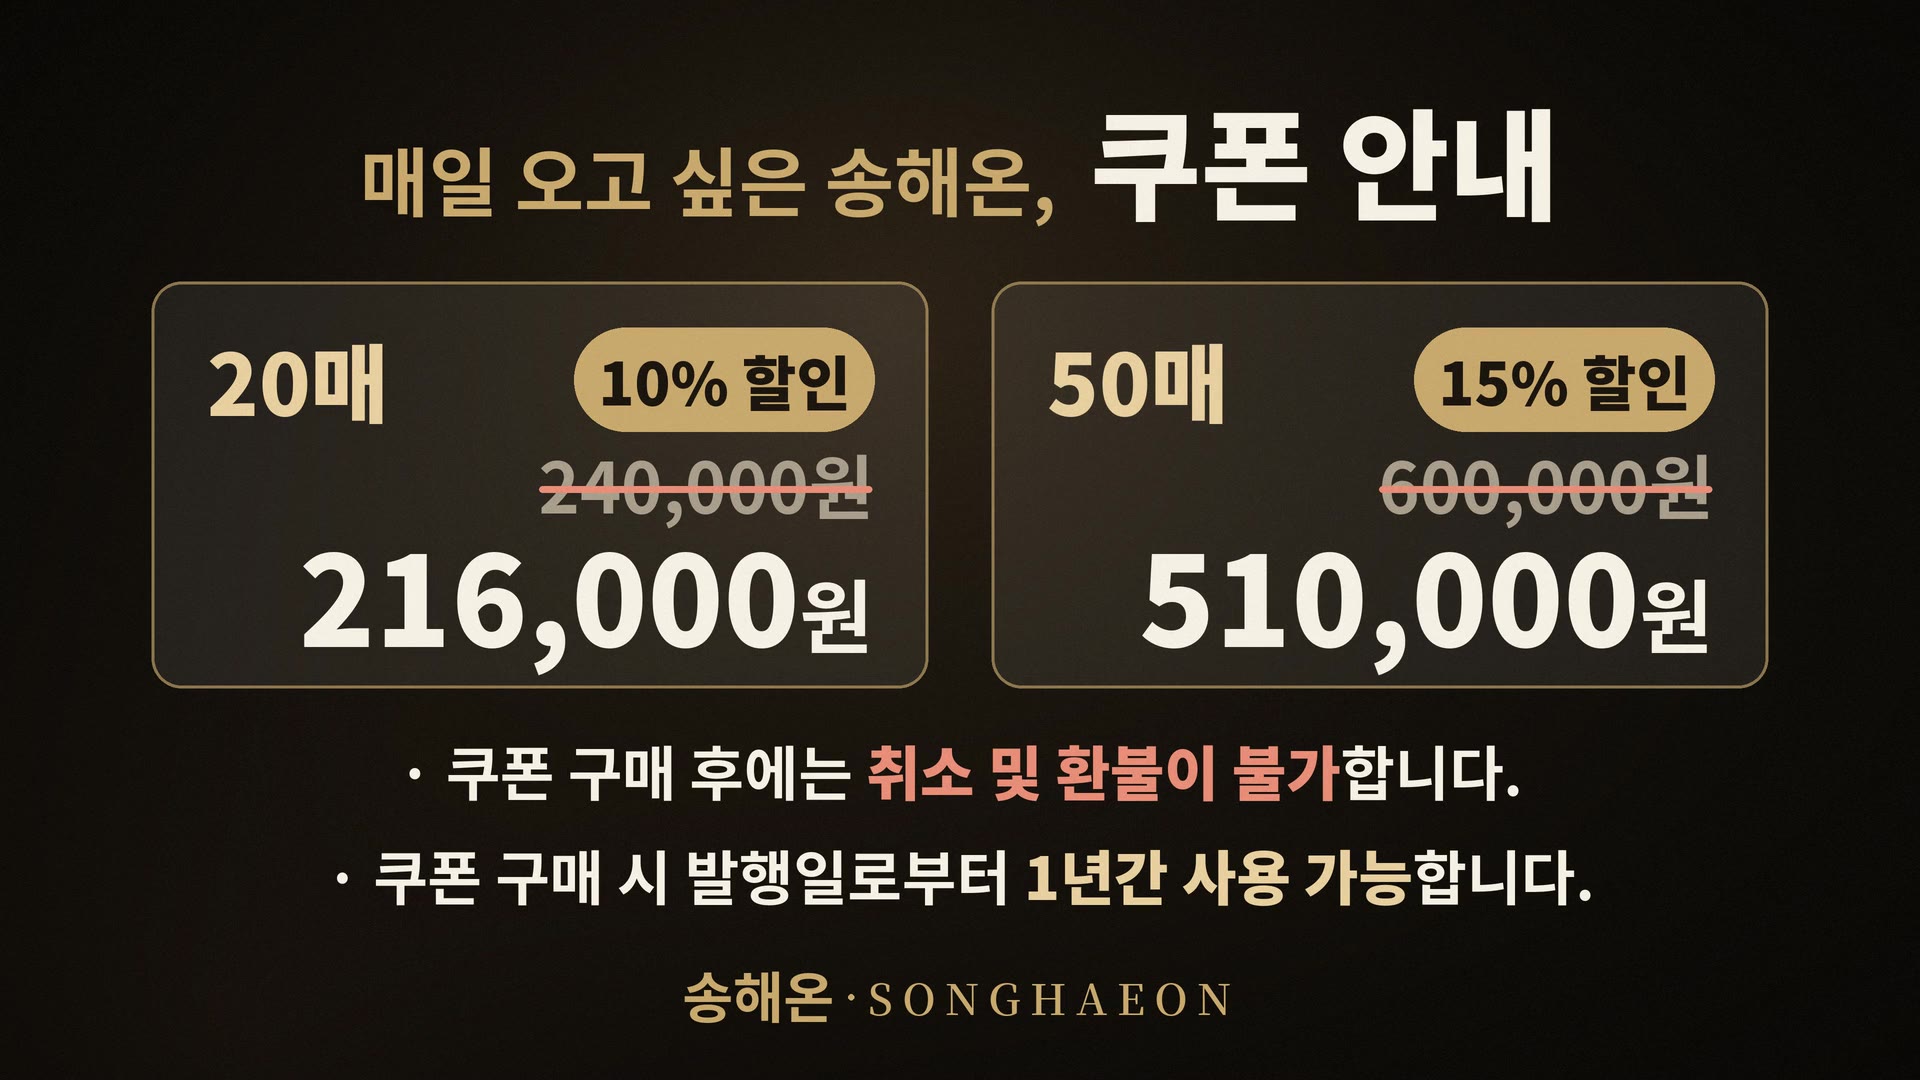 매일 오고 싶은 송해온, 쿠폰 안내
20매 10% 할인
240,000원
216,000원
50매 15% 할인
600,000원
510,000원
· 쿠폰 구매 후에는 취소 및 환불이 불가합니다.
· 쿠폰 구매 시 발행일로부터 1년간 사용 가능합니다.
송해온 · SONGHAEON